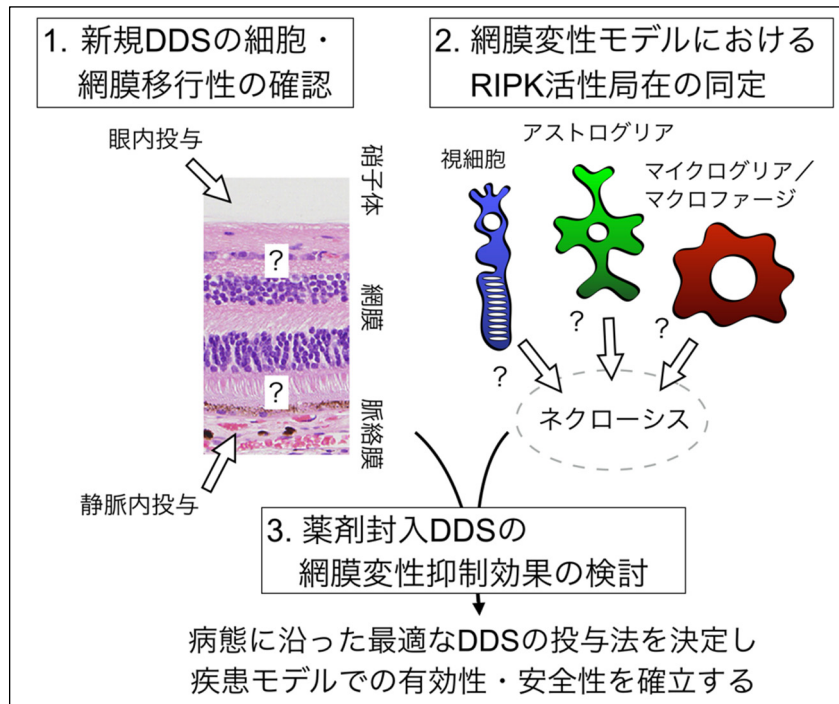 1. 新規DDSの細胞・
網膜移行性の確認
2. 網膜変性モデルにおける
RIPK活性局在の同定
眼内投与
硝子体
網膜
脈絡膜
?
?
静脈内投与
視細胞
アストログリア
マイクログリア／
マクロファージ
?
?
?
ネクローシス
3. 薬剤封入DDSの
網膜変性抑制効果の検討
病態に沿った最適なDDSの投与法を決定し
疾患モデルでの有効性・安全性を確立する